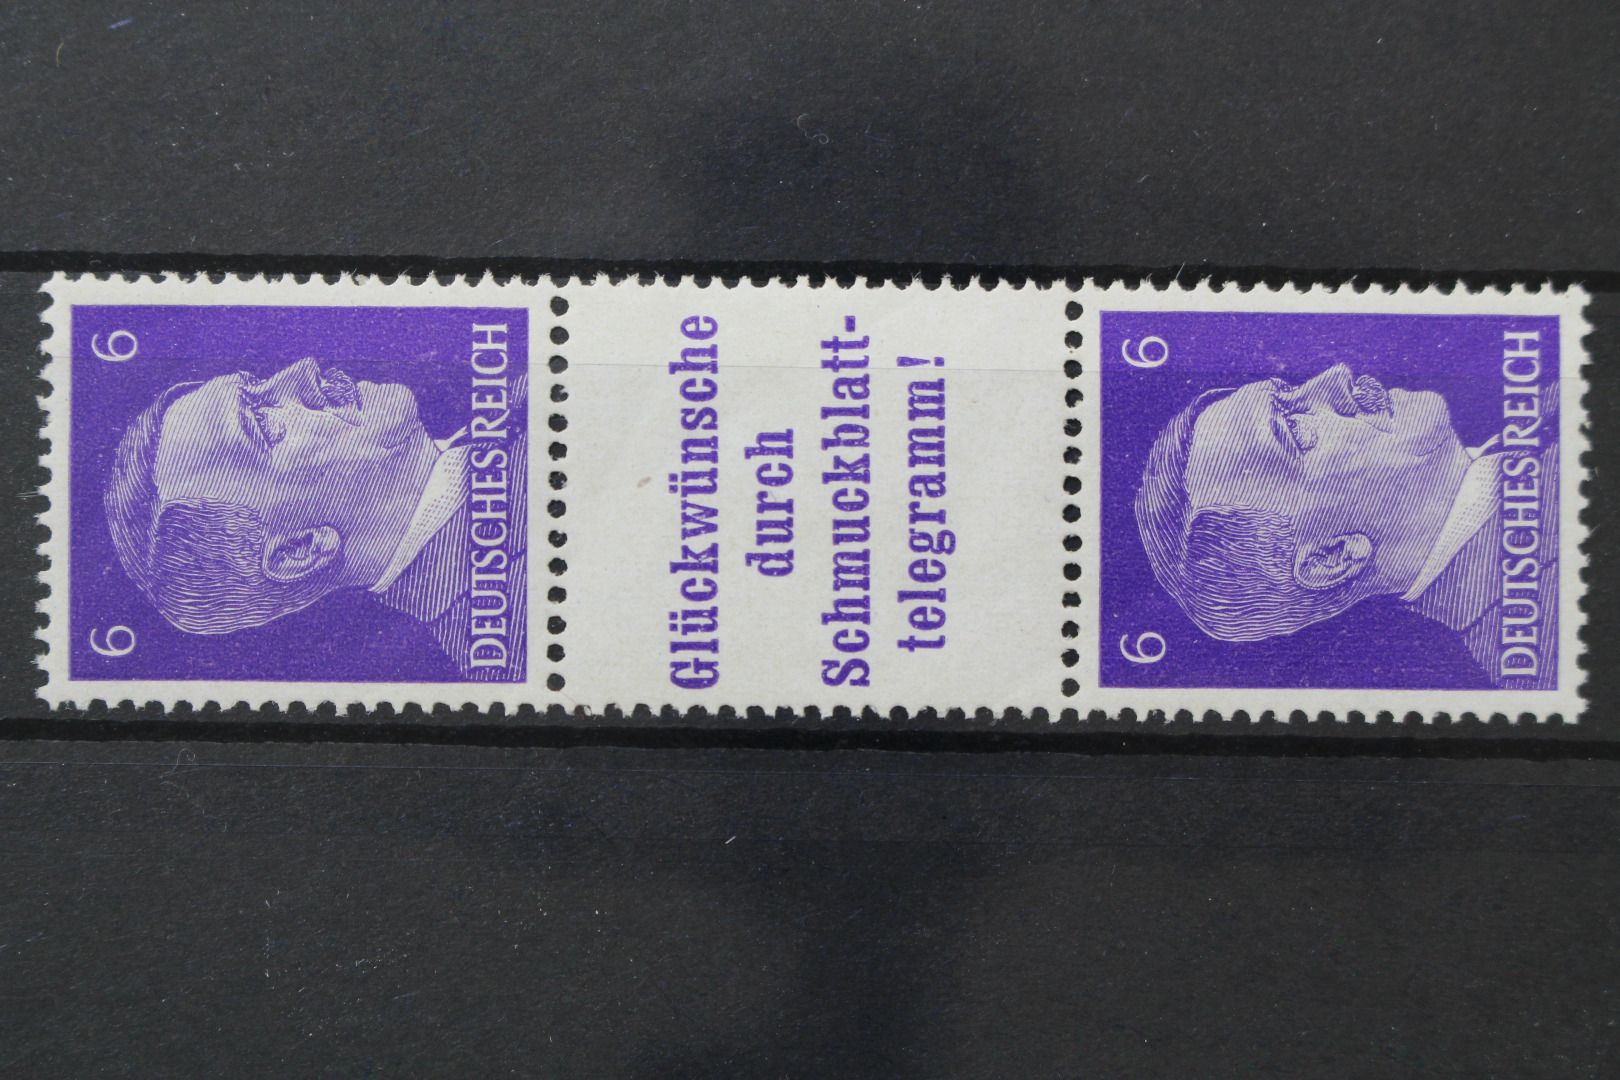 6 6
DEUTSCHES REICH
Glückwünsche
durch
Schmuckblatt-
telegramm!
6 6
DEUTSCHES REICH